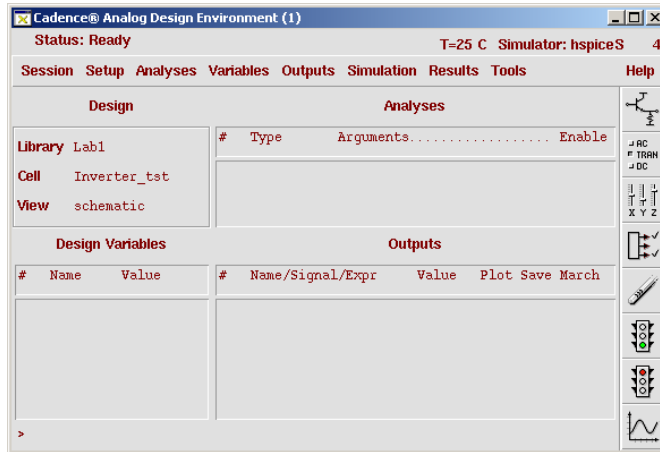 Cadence® Analog Design Environment (1)
Status: Ready
T=25 C Simulator: hspiceS 4
Session Setup Analyses Variables Outputs Simulation Results Tools Help
Design
Analyses
Library Lab1
Cell Inverter_tst
View schematic
# Type Arguments.................. Enable
AC
TRAN
DC
X Y Z
Design Variables
Outputs
# Name Value
# Name/Signal/Expr Value Plot Save March
>